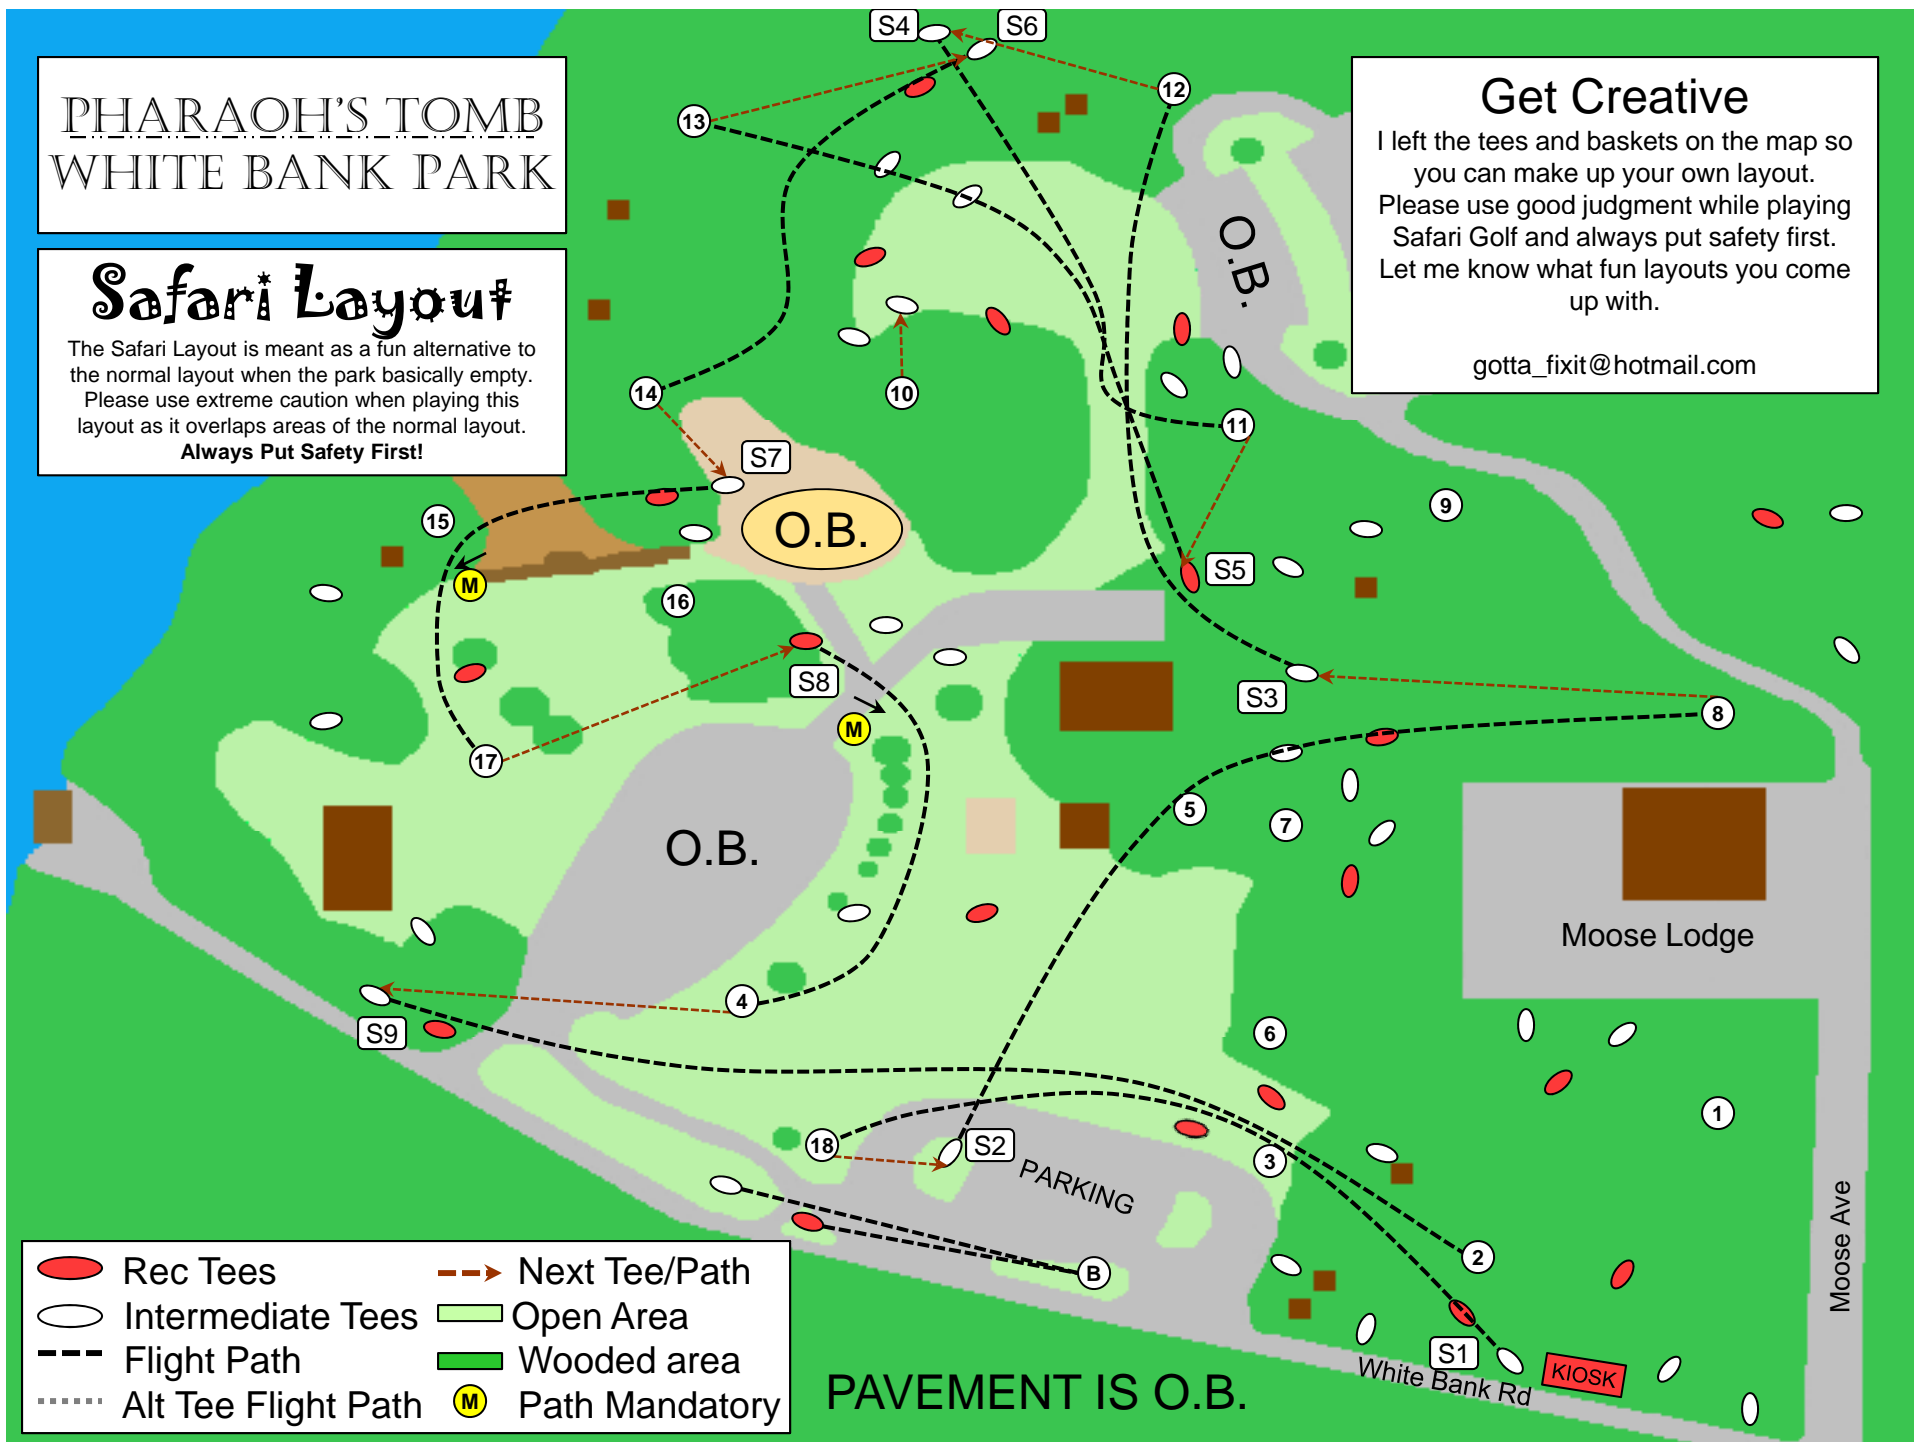 PHARAOH'S TOMB
WHITE BANK PARK
Safari Layout
The Safari Layout is meant as a fun alternative to
the normal layout when the park basically empty.
Please use extreme caution when playing this
layout as it overlaps areas of the normal layout.
Always Put Safety First!
Get Creative
I left the tees and baskets on the map so
you can make up your own layout.
Please use good judgment while playing
Safari Golf and always put safety first.
Let me know what fun layouts you come
up with.
gotta_fixit@hotmail.com
S4
S6
12
13
O.B.
14
10
11
S7
15
O.B.
9
M
16
S5
S8
S3
M
8
17
5
7
O.B.
Moose Lodge
4
S9
6
1
18
S2
3
PARKING
Moose Ave
B
2
S1
KIOSK
White Bank Rd
PAVEMENT IS O.B.
Rec Tees
Intermediate Tees
Flight Path
Alt Tee Flight Path
Next Tee/Path
Open Area
Wooded area
M Path Mandatory